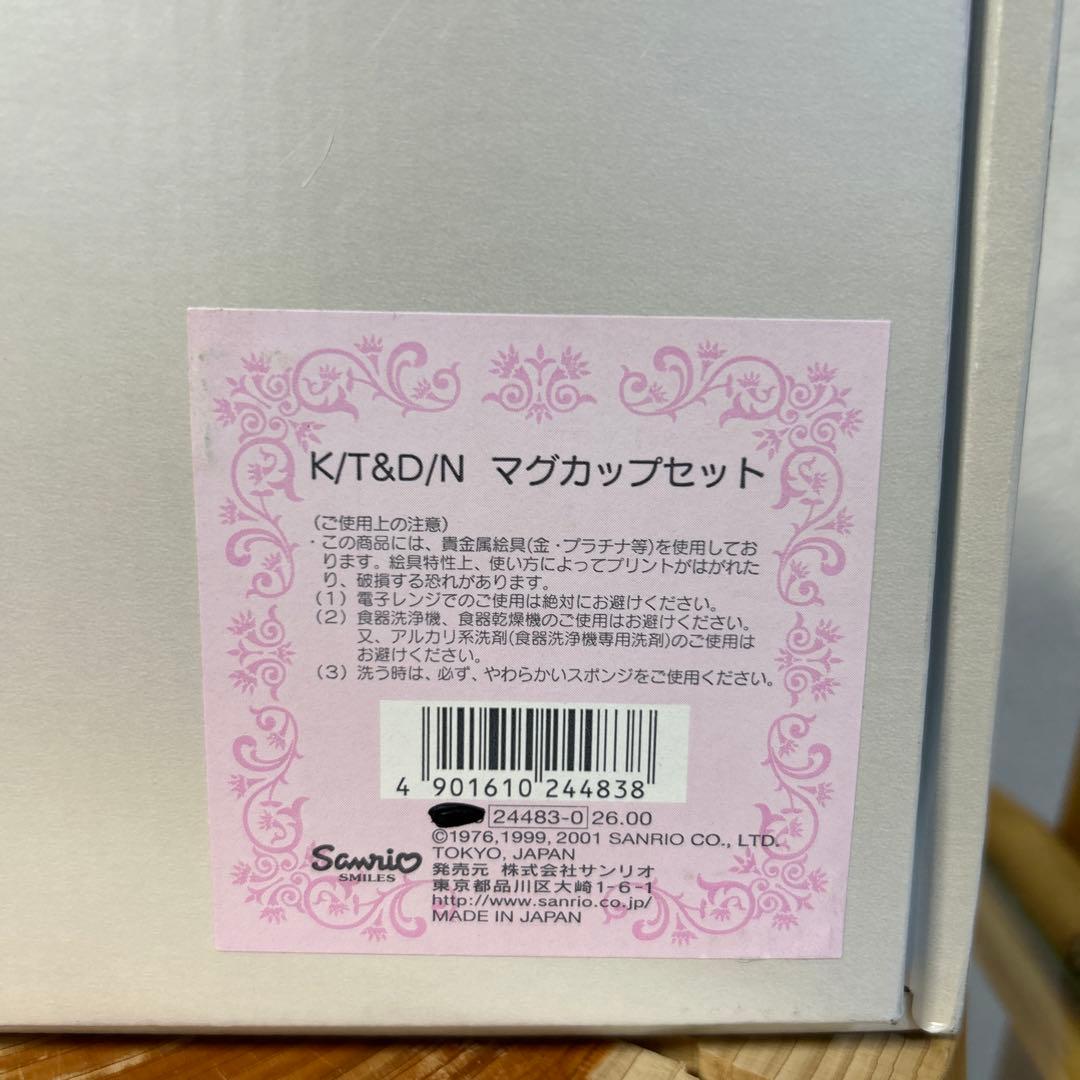 K/T&D/N マグカップセット
(ご使用上の注意)
・この商品には、貴金属絵具(金・プラチナ等)を使用してお
ります。絵具特性上、使い方によってプリントがはがれた
り、破損する恐れがあります。
(1) 電子レンジでのご使用は絶対にお避けください。
(2) 食器洗浄機、食器乾燥機のご使用はお避けください。
又、アルカリ系洗剤(食器洗浄機専用洗剤)のご使用は
お避けください。
(3) 洗う時は、必ず、やわらかいスポンジをご使用ください。
4 901610 244838
24483-0 26.00
©1976,1999, 2001 SANRIO CO., LTD.
TOKYO, JAPAN
Sanrio
SMILES
発売元 株式会社サンリオ
東京都品川区大崎1-6-1
http://www.sanrio.co.jp/
MADE IN JAPAN